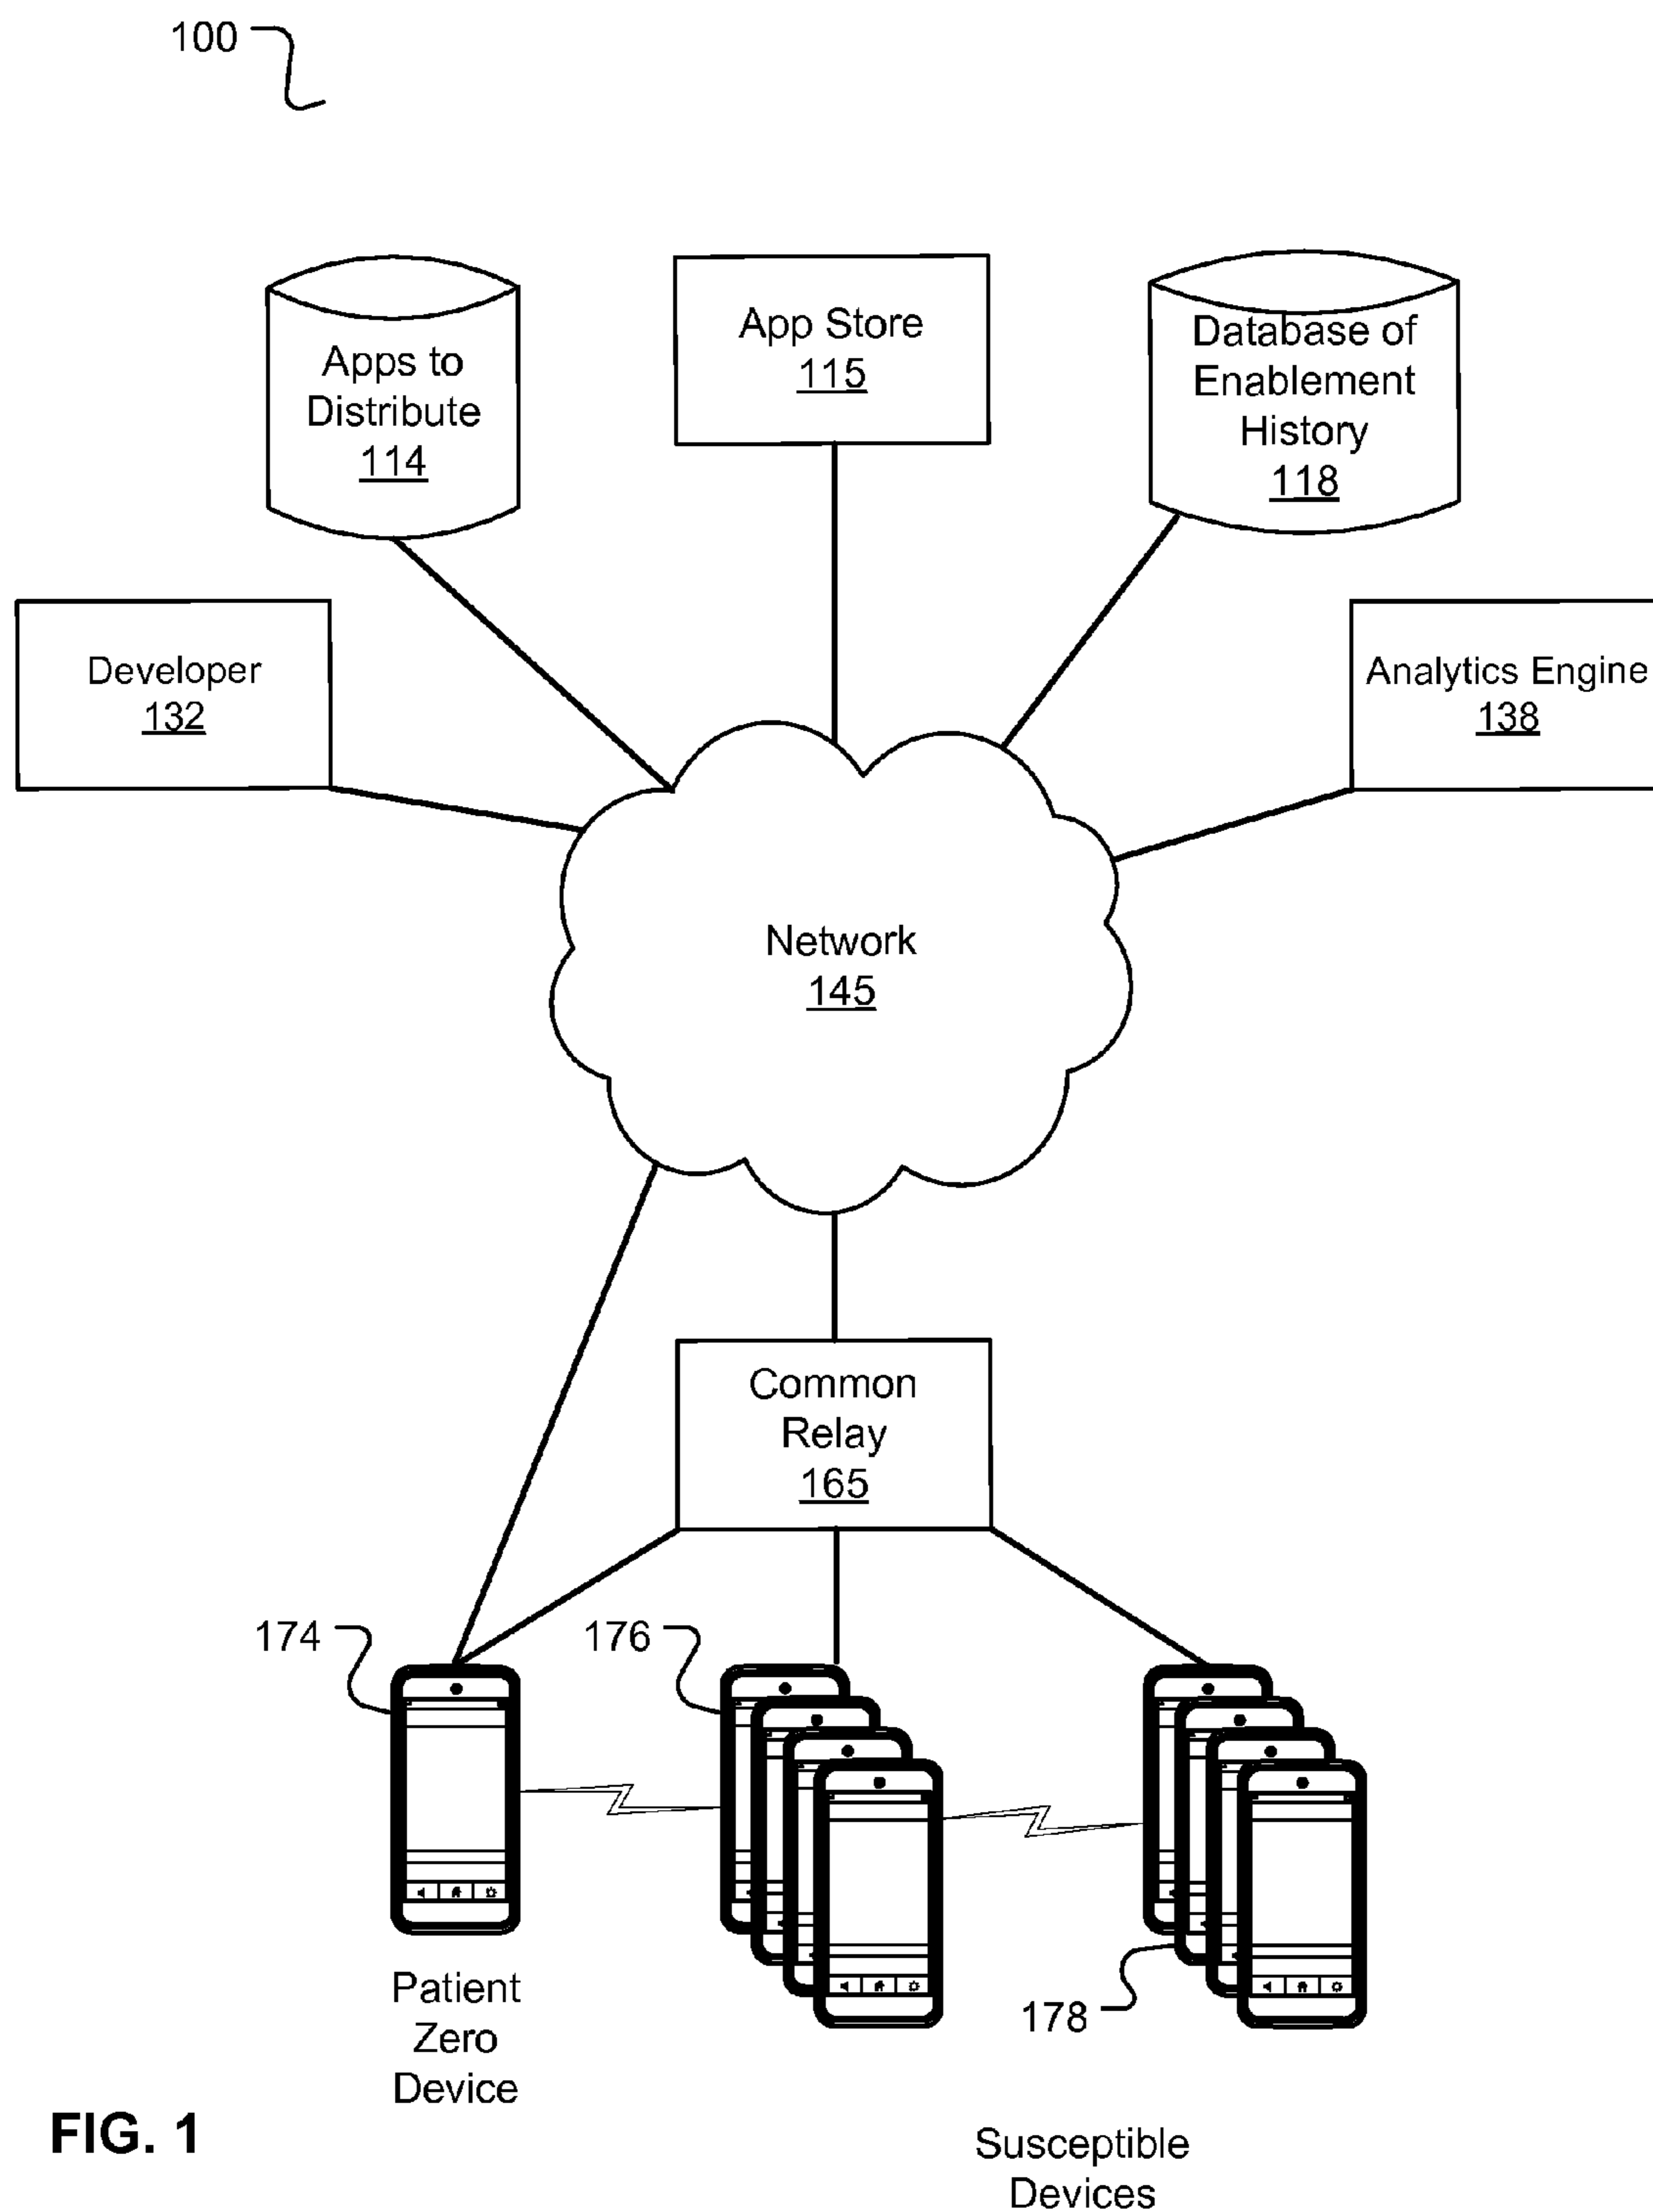 100
Apps to
Distribute
114
App Store
115
Database of
Enablement
History
118
Developer
132
Analytics Engine
138
Network
145
Common
Relay
165
174
176
178
Patient
Zero
Device
Susceptible
Devices
FIG. 1